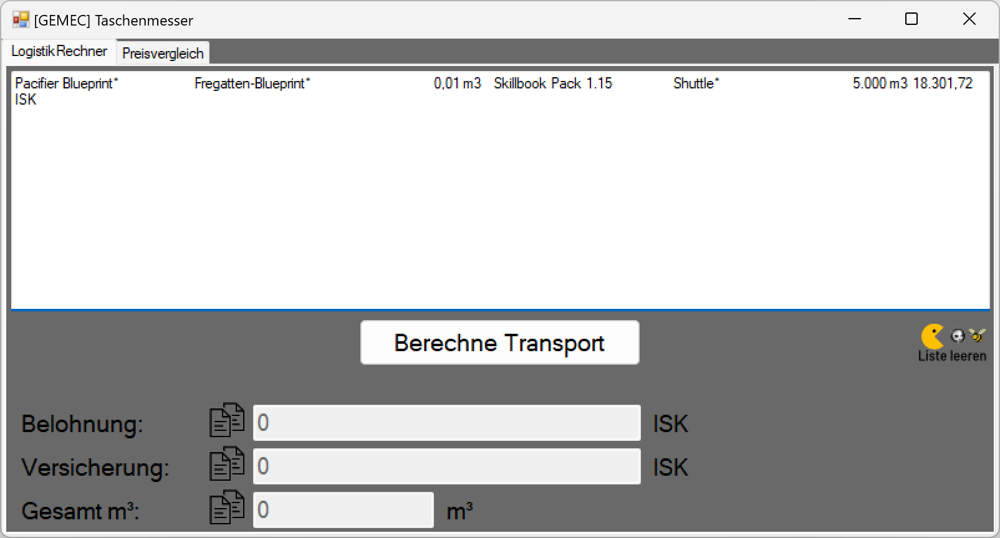 [GEMEC] Taschenmesser
Logistik Rechner Preisvergleich
Pacifier Blueprint* Fregatten-Blueprint* 0,01 m3 Skillbook Pack 1.15 Shuttle* 5.000 m3 18.301,72
ISK
Berechne Transport
Liste leeren
Belohnung: 0 ISK
Versicherung: 0 ISK
Gesamt m³: 0 m³